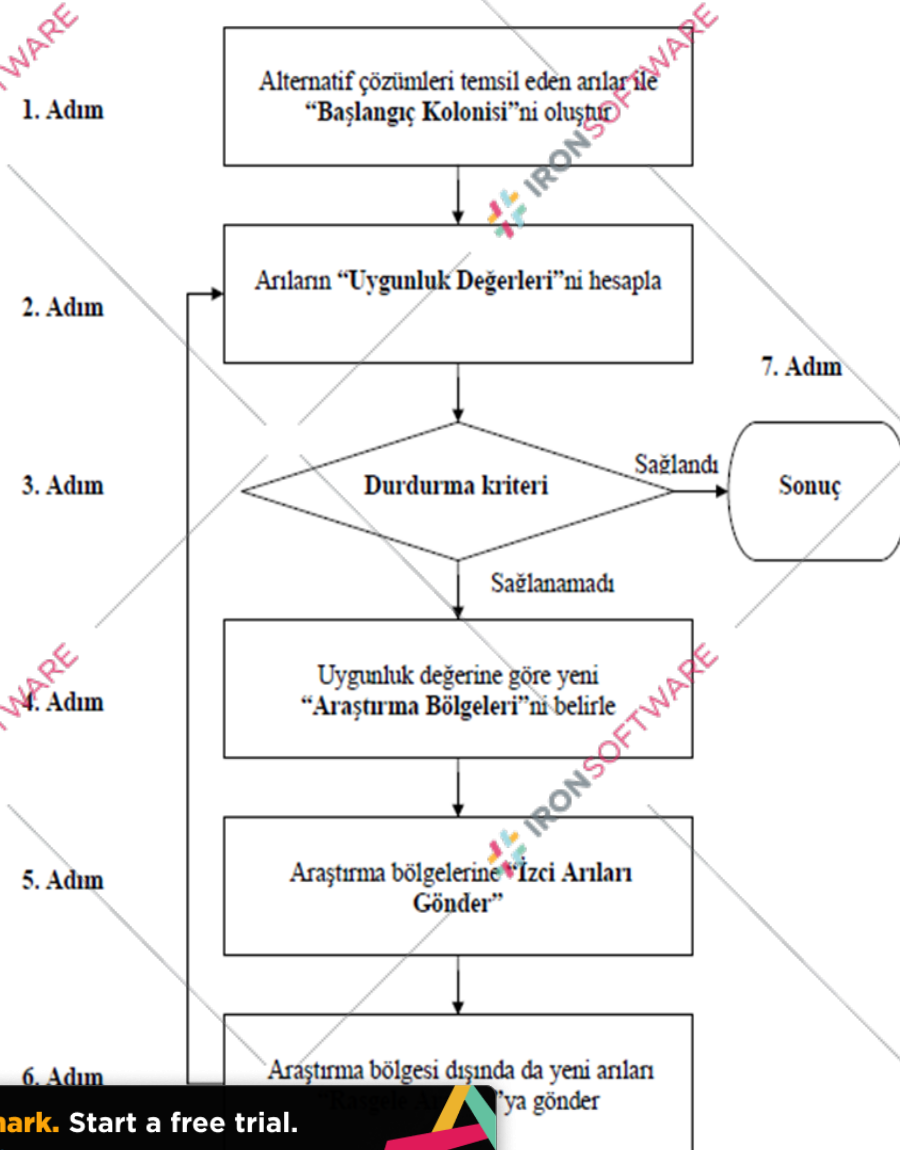 1. Adım
Alternatif çözümleri temsil eden arılar ile
“Başlangıç Kolonisi”ni oluştur
2. Adım
Arıların “Uygunluk Değerleri”ni hesapla
7. Adım
3. Adım
Durdurma kriteri
Sağlandı
Sonuç
Sağlanamadı
4. Adım
Uygunluk değerine göre yeni
“Araştırma Bölgeleri”ni belirle
5. Adım
Araştırma bölgelerine “İzci Arıları
Gönder”
6. Adım
Araştırma bölgesi dışında da yeni arıları
”ya gönder
TWARE
IRONSOFTWARE
TWARE
IRONSOFTWARE
mark. Start a free trial.